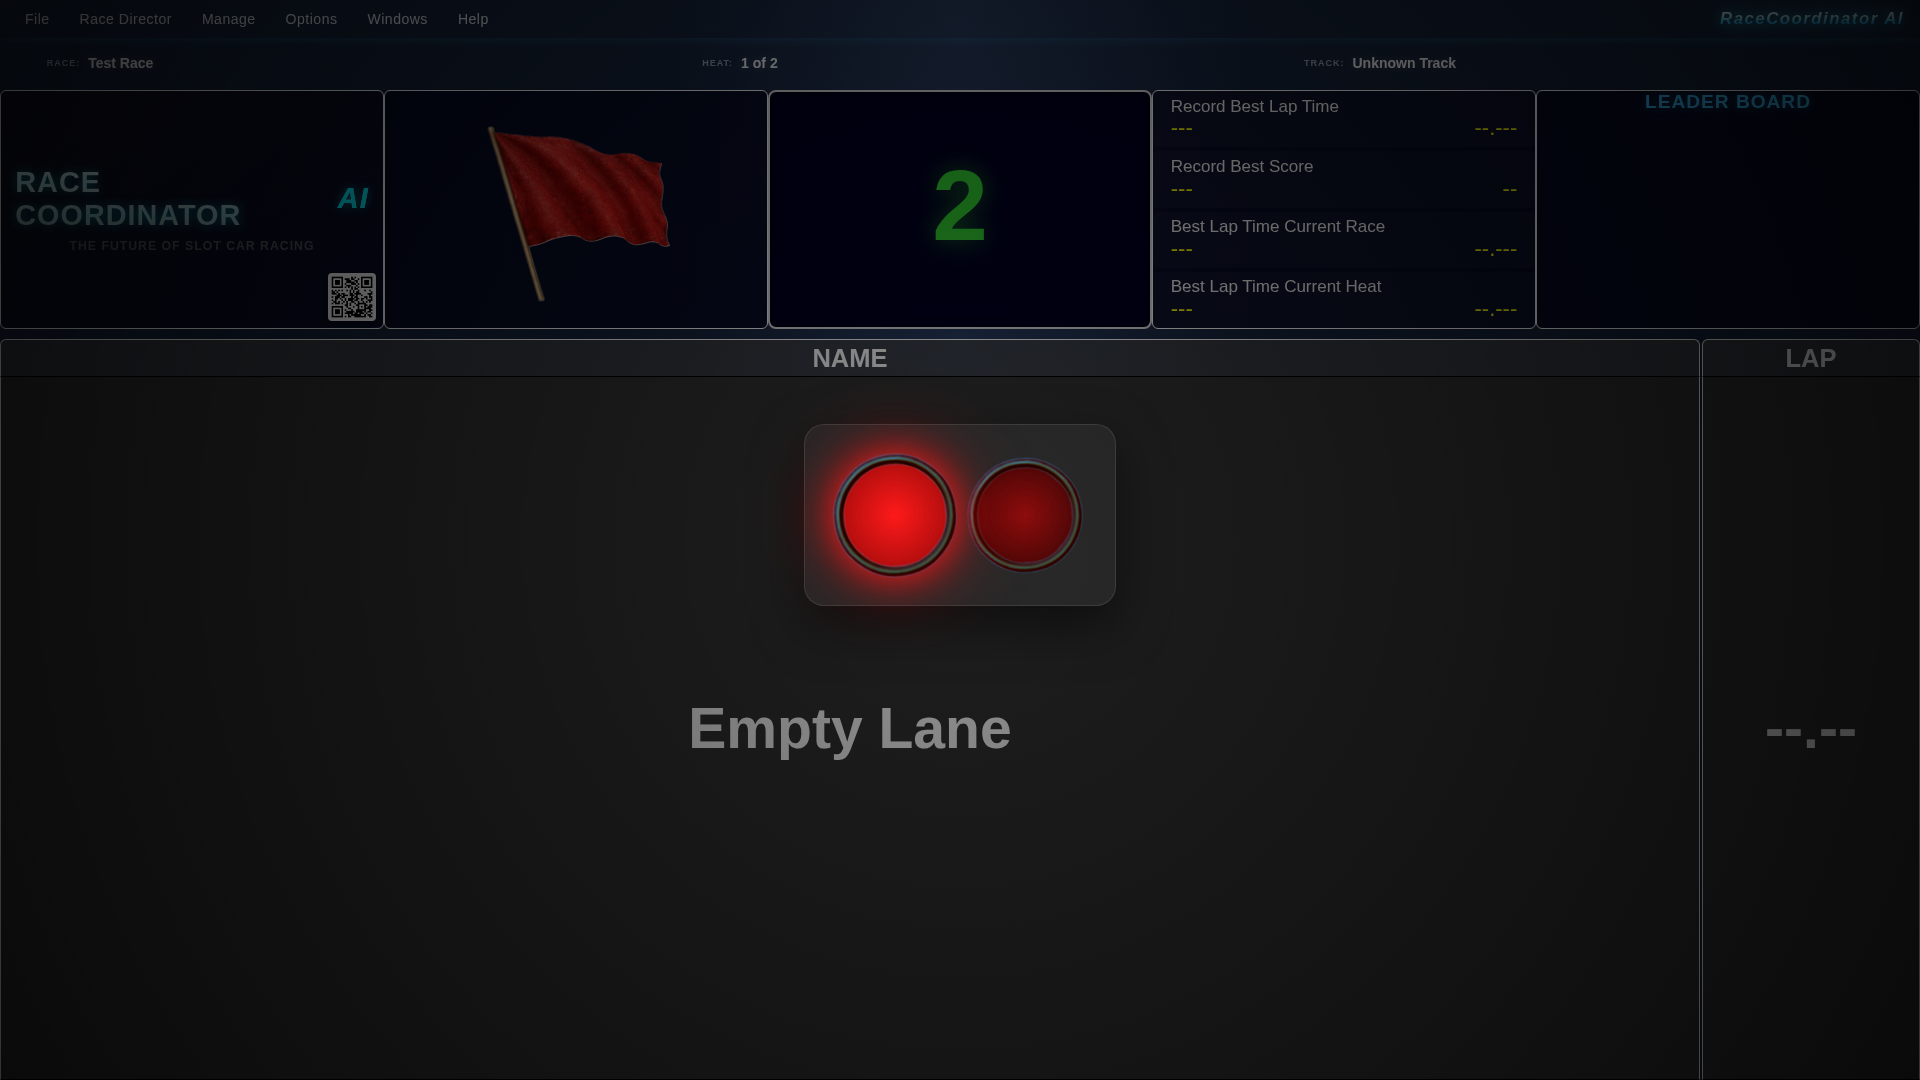 File Race Director Manage Options Windows Help RaceCoordinator AI
RACE: Test Race HEAT: 1 of 2 TRACK: Unknown Track
RACE
COORDINATOR
AI
THE FUTURE OF SLOT CAR RACING
2
Record Best Lap Time
--- --.---
Record Best Score
--- --
Best Lap Time Current Race
--- --.---
Best Lap Time Current Heat
--- --.---
LEADER BOARD
NAME LAP
Empty Lane --.--